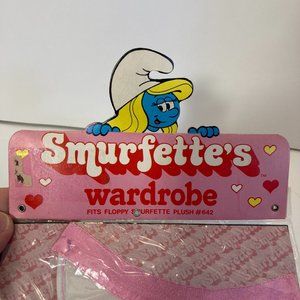 Smurfette's
wardrobe
FITS FLOPPY SMURFETTE PLUSH #642